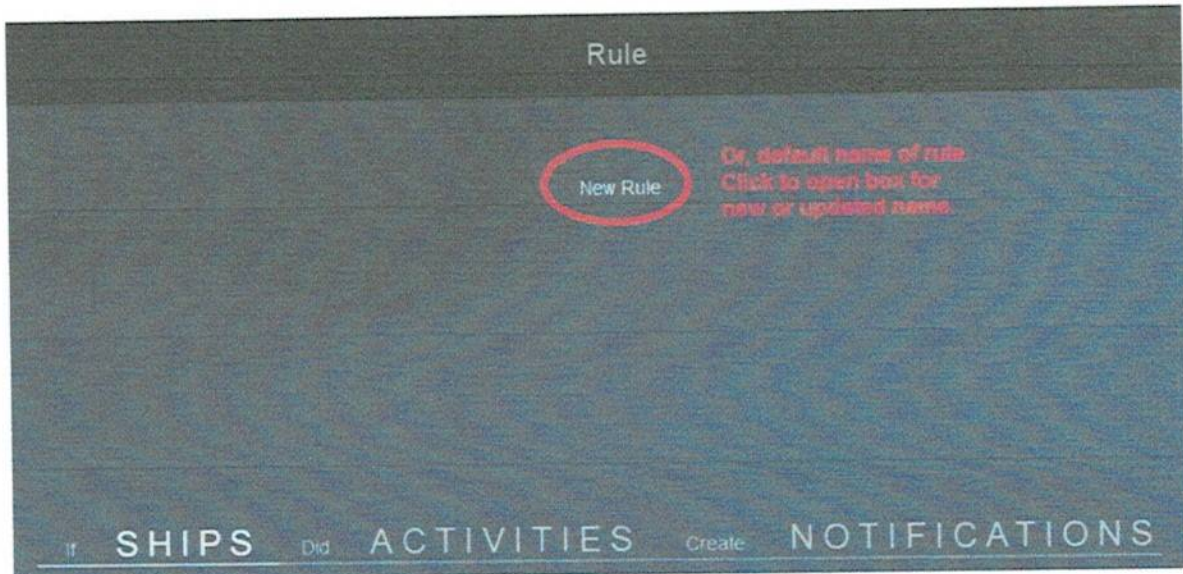 Rule
New Rule
Or, default name of rule.
Click to open box for
new or updated name.
If SHIPS Did ACTIVITIES Create NOTIFICATIONS